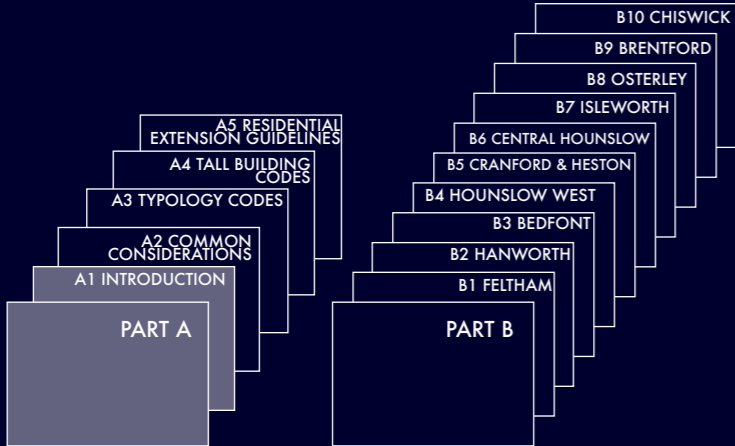 A5 RESIDENTIAL
EXTENSION GUIDELINES
A4 TALL BUILDING
CODES
A3 TYPOLOGY CODES
A2 COMMON
CONSIDERATIONS
A1 INTRODUCTION
PART A
B10 CHISWICK
B9 BRENTFORD
B8 OSTERLEY
B7 ISLEWORTH
B6 CENTRAL HOUNSLOW
B5 CRANFORD & HESTON
B4 HOUNSLOW WEST
B3 BEDFONT
B2 HANWORTH
B1 FELTHAM
PART B